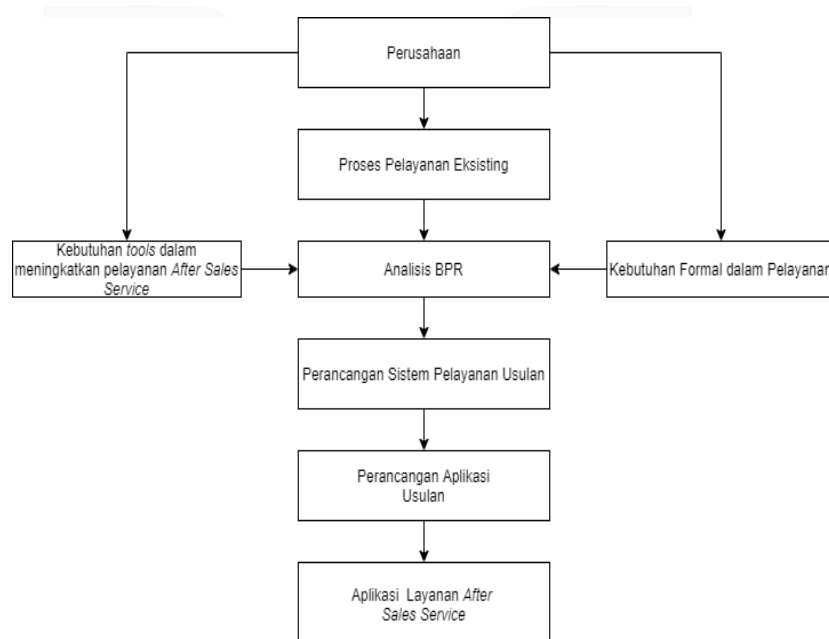 Perusahaan
Proses Pelayanan Eksisting
Kebutuhan tools dalam
meningkatkan pelayanan After Sales
Service
Analisis BPR
Kebutuhan Formal dalam Pelayanan
Perancangan Sistem Pelayanan Usulan
Perancangan Aplikasi
Usulan
Aplikasi Layanan After
Sales Service